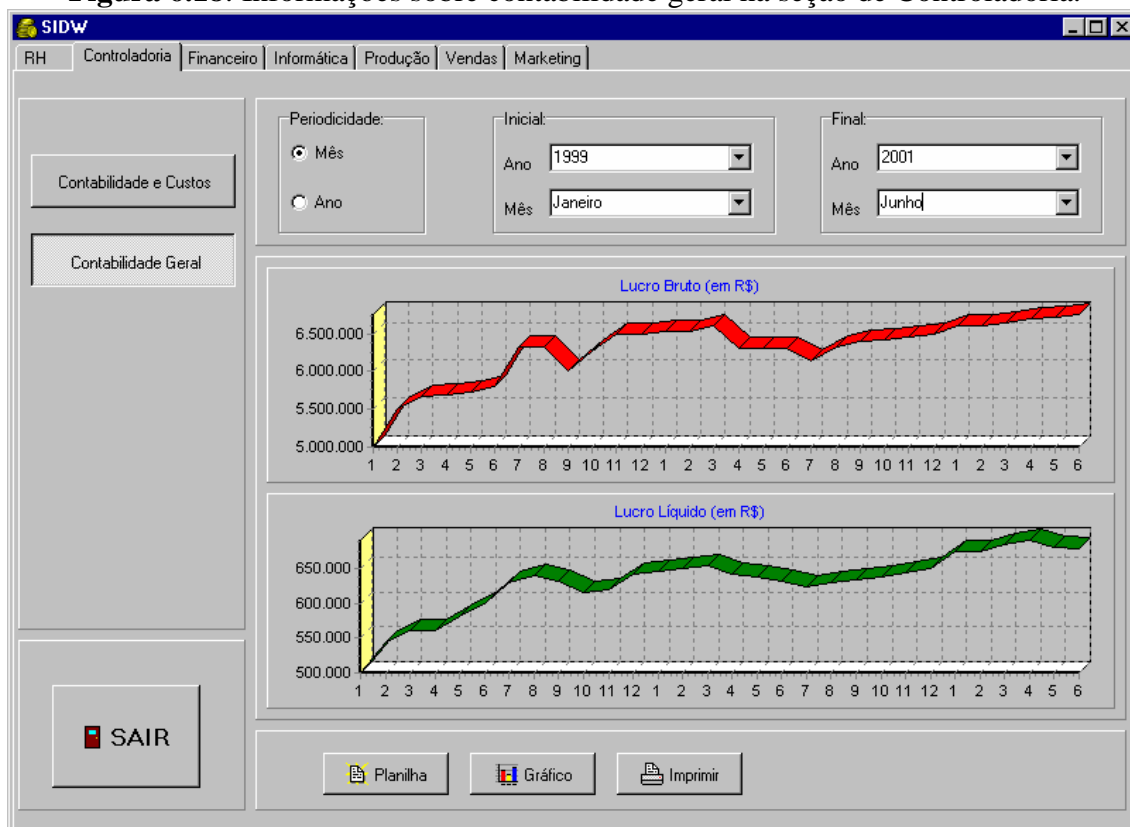 SIDW
RH Controladoria Financeiro Informática Produção Vendas Marketing
Contabilidade e Custos
Contabilidade Geral
Periodicidade:
Mês
Ano
Inicial:
Ano 1999
Mês Janeiro
Final:
Ano 2001
Mês Junho
Lucro Bruto (em R$)
6.500.000
6.000.000
5.500.000
5.000.000
1 2 3 4 5 6 7 8 9 10 11 12 1 2 3 4 5 6 7 8 9 10 11 12 1 2 3 4 5 6
Lucro Líquido (em R$)
650.000
600.000
550.000
500.000
1 2 3 4 5 6 7 8 9 10 11 12 1 2 3 4 5 6 7 8 9 10 11 12 1 2 3 4 5 6
SAIR
Planilha Gráfico Imprimir